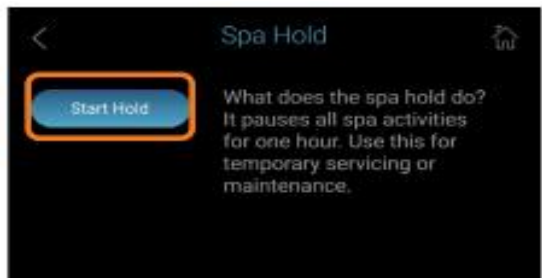 Spa Hold
Start Hold
What does the spa hold do?
It pauses all spa activities
for one hour. Use this for
temporary servicing or
maintenance.